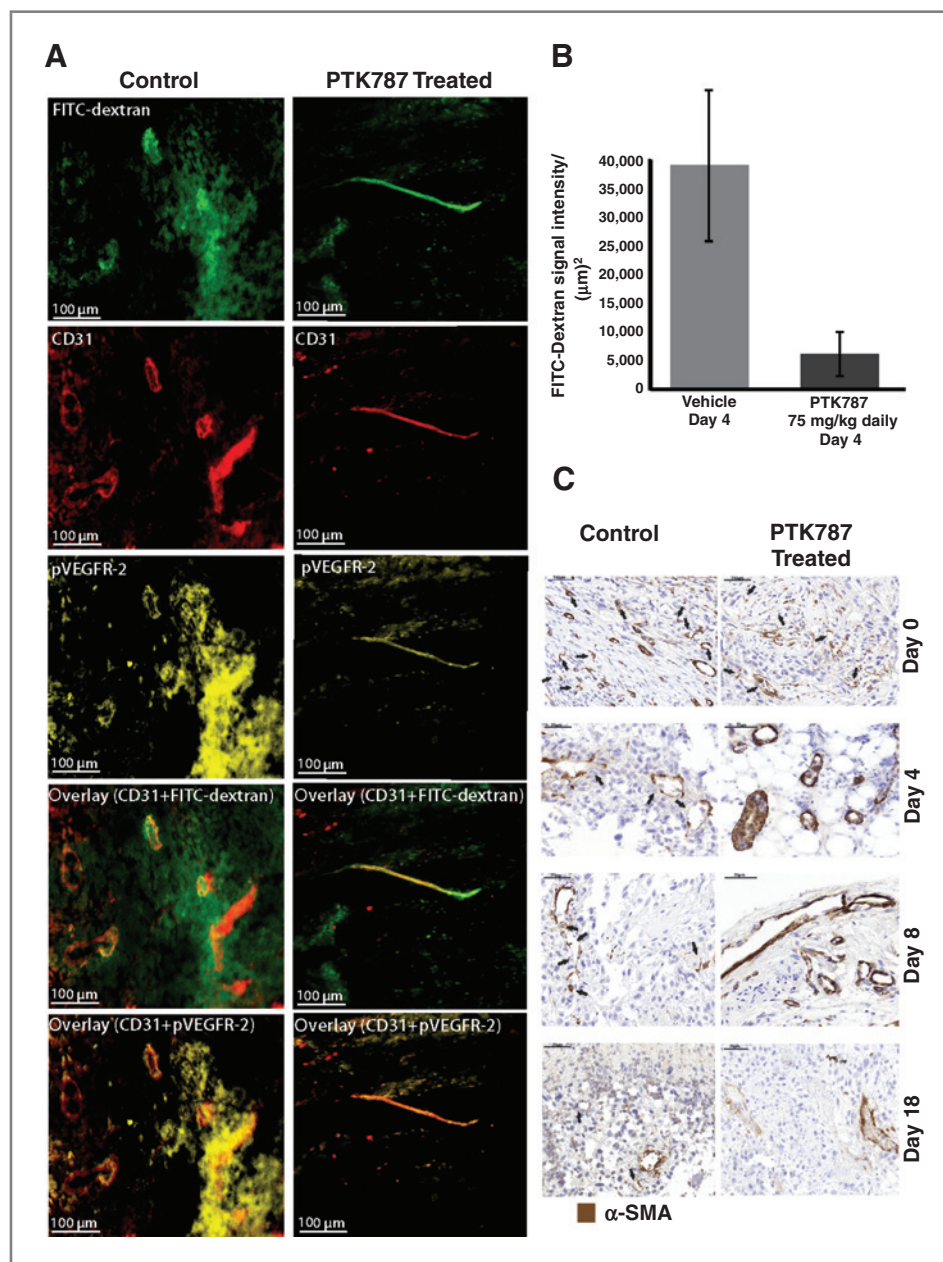 A
Control
PTK787 Treated
FITC-dextran
100 µm
100 µm
CD31
100 µm
CD31
100 µm
pVEGFR-2
100 µm
pVEGFR-2
100 µm
Overlay (CD31+FITC-dextran)
100 µm
Overlay (CD31+FITC-dextran)
100 µm
Overlay (CD31+pVEGFR-2)
100 µm
Overlay (CD31+pVEGFR-2)
100 µm
B
FITC-Dextran signal intensity/
(µm)²
40,000
35,000
30,000
25,000
20,000
15,000
10,000
5,000
0
Vehicle
Day 4
PTK787
75 mg/kg daily
Day 4
C
Control
PTK787
Treated
Day 0
Day 4
Day 8
Day 18
α-SMA